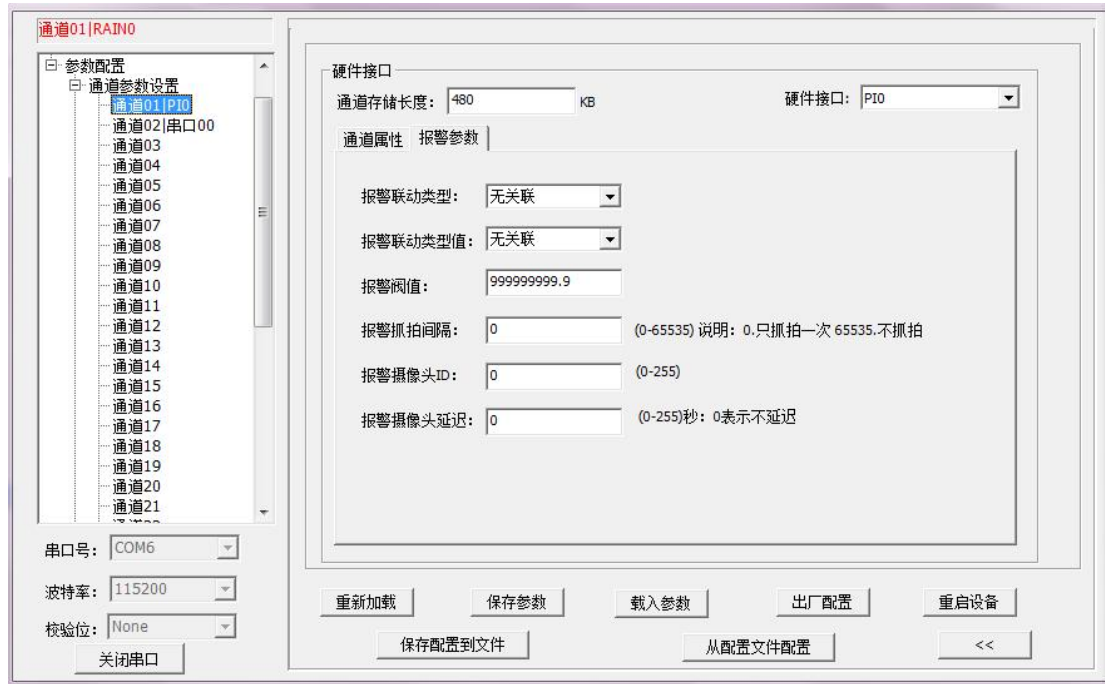 通道01|RAIN0
参数配置
通道参数设置
通道01|PI0
通道02|串口00
通道03
通道04
通道05
通道06
通道07
通道08
通道09
通道10
通道11
通道12
通道13
通道14
通道15
通道16
通道17
通道18
通道19
通道20
通道21
串口号： COM6
波特率： 115200
校验位： None
关闭串口
硬件接口
通道存储长度： 480 KB 硬件接口： PI0
通道属性 报警参数
报警联动类型： 无关联
报警联动类型值： 无关联
报警阀值： 999999999.9
报警抓拍间隔： 0 (0-65535) 说明：0.只抓拍一次 65535.不抓拍
报警摄像头ID： 0 (0-255)
报警摄像头延迟： 0 (0-255)秒：0表示不延迟
重新加载 保存参数 载入参数 出厂配置 重启设备
保存配置到文件 从配置文件配置 <<